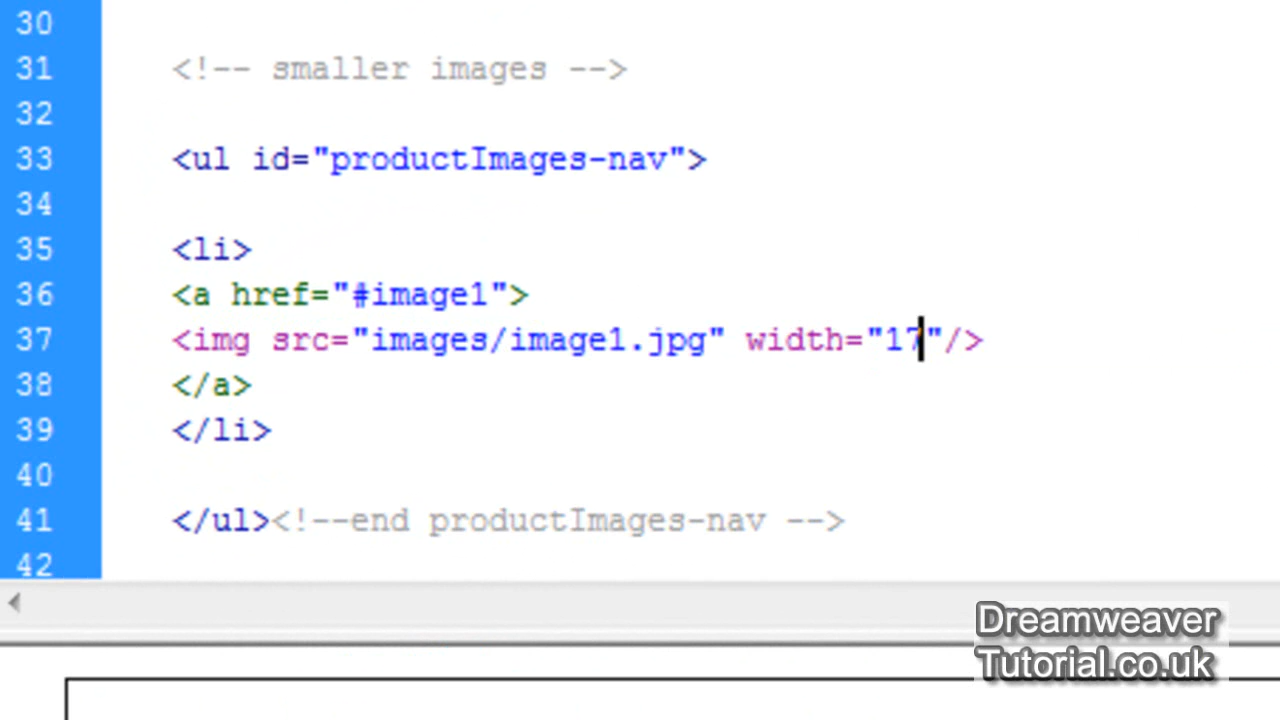 30
31 <!-- smaller images -->
32
33 <ul id="productImages-nav">
34
35 <li>
36 <a href="#image1">
37 <img src="images/image1.jpg" width="17"/>
38 </a>
39 </li>
40
41 </ul><!--end productImages-nav -->
42
Dreamweaver
Tutorial.co.uk